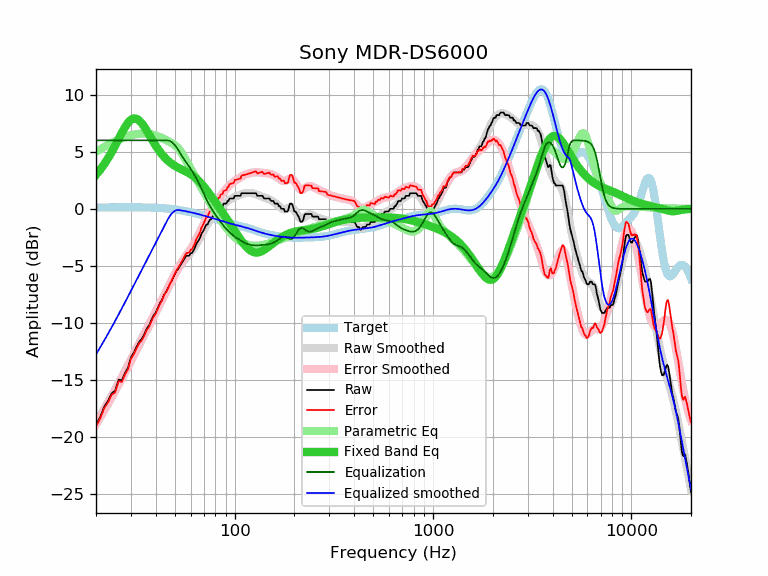 Sony MDR-DS6000
10
5
0
−5
−10
−15
−20
−25
Amplitude (dBr)
Target
Raw Smoothed
Error Smoothed
Raw
Error
Parametric Eq
Fixed Band Eq
Equalization
Equalized smoothed
100
1000
10000
Frequency (Hz)